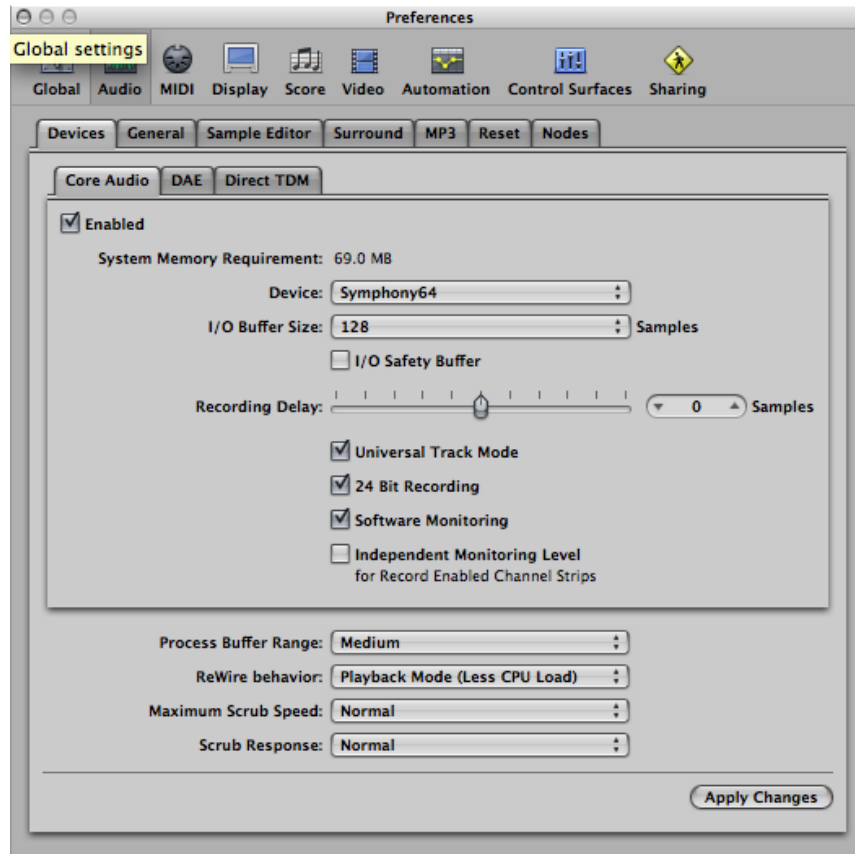 Preferences
Global settings
Global Audio MIDI Display Score Video Automation Control Surfaces Sharing
Devices General Sample Editor Surround MP3 Reset Nodes
Core Audio DAE Direct TDM
Enabled
System Memory Requirement: 69.0 MB
Device: Symphony64
I/O Buffer Size: 128 Samples
I/O Safety Buffer
Recording Delay: 0 Samples
Universal Track Mode
24 Bit Recording
Software Monitoring
Independent Monitoring Level
for Record Enabled Channel Strips
Process Buffer Range: Medium
ReWire behavior: Playback Mode (Less CPU Load)
Maximum Scrub Speed: Normal
Scrub Response: Normal
Apply Changes